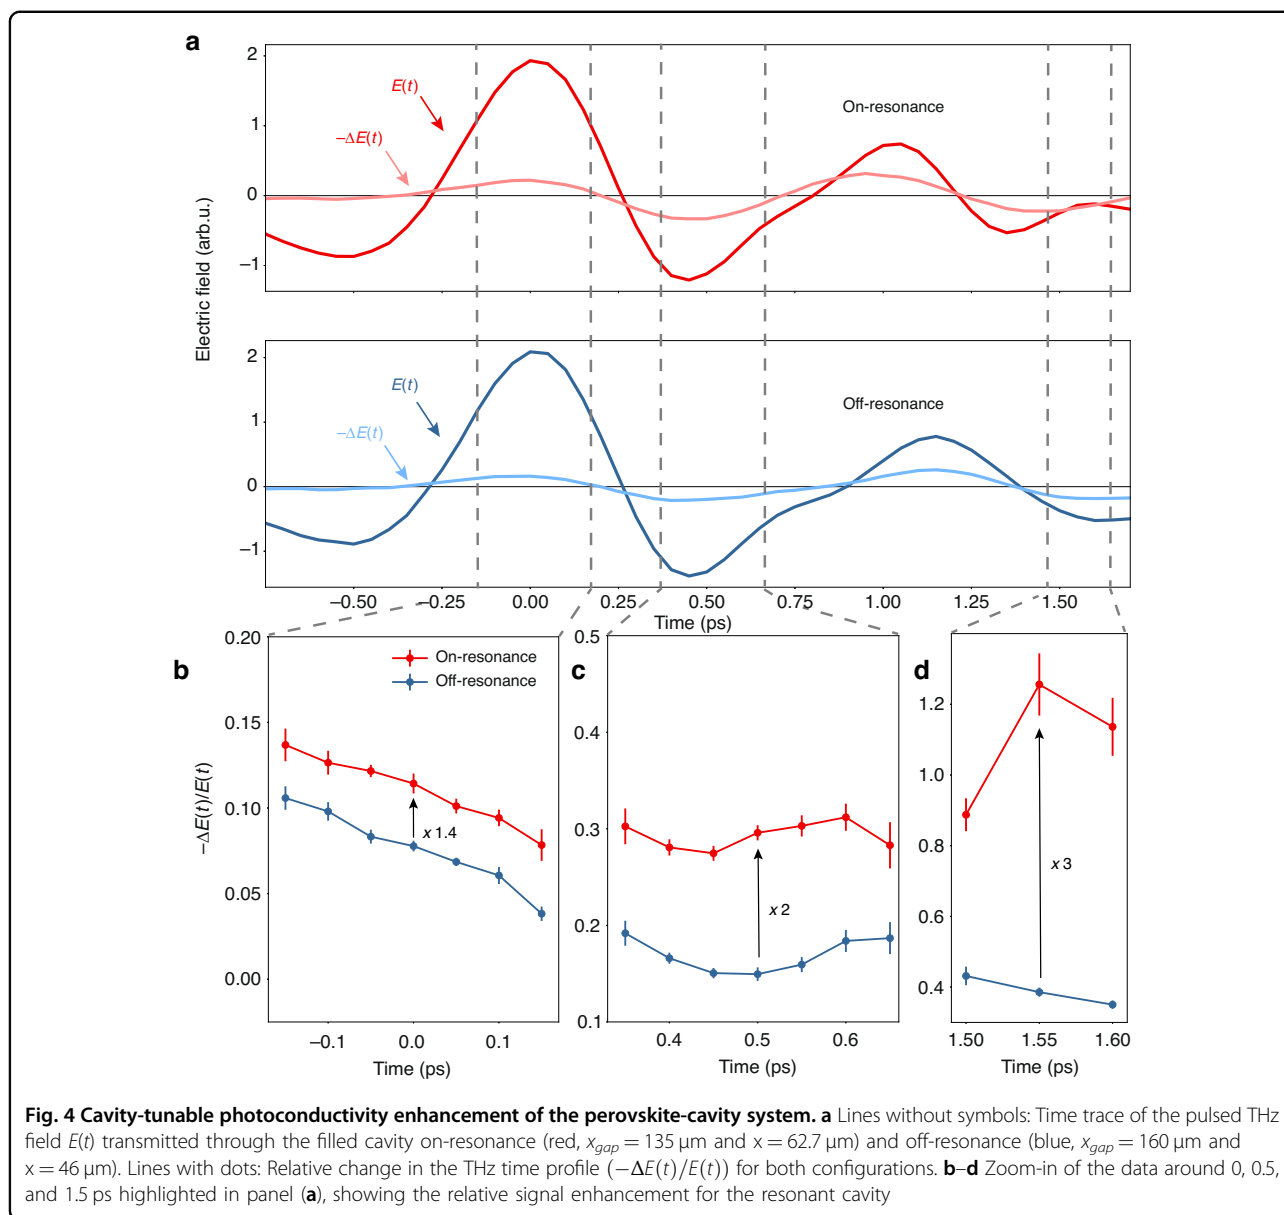 a
Electric field (arb.u.)
2
1
0
−1
E(t)
−ΔE(t)
On-resonance
2
1
0
−1
E(t)
−ΔE(t)
Off-resonance
−0.50 −0.25 0.00 0.25 0.50 0.75 1.00 1.25 1.50
Time (ps)
b
−ΔE(t)/E(t)
0.20
0.15
0.10
0.05
0.00
On-resonance
Off-resonance
x 1.4
−0.1 0.0 0.1
Time (ps)
c
0.5
0.4
0.3
0.2
0.1
x 2
0.4 0.5 0.6
Time (ps)
d
1.2
1.0
0.8
0.6
0.4
x 3
1.50 1.55 1.60
Time (ps)
Fig. 4 Cavity-tunable photoconductivity enhancement of the perovskite-cavity system. a Lines without symbols: Time trace of the pulsed THz
field E(t) transmitted through the filled cavity on-resonance (red, x_gap = 135 μm and x = 62.7 μm) and off-resonance (blue, x_gap = 160 μm and
x = 46 μm). Lines with dots: Relative change in the THz time profile (−ΔE(t)/E(t)) for both configurations. b–d Zoom-in of the data around 0, 0.5,
and 1.5 ps highlighted in panel (a), showing the relative signal enhancement for the resonant cavity